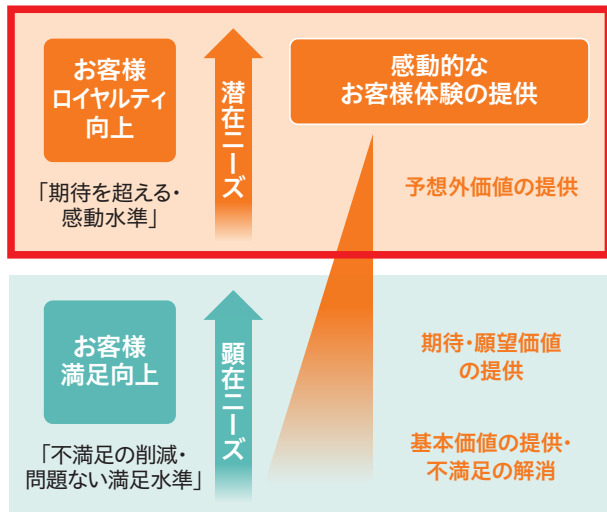 お客様
ロイヤルティ
向上
「期待を超える・
感動水準」
潜在ニーズ
感動的な
お客様体験の提供
予想外価値の提供
お客様
満足向上
「不満足の削減・
問題ない満足水準」
顕在ニーズ
期待・願望価値
の提供
基本価値の提供・
不満足の解消